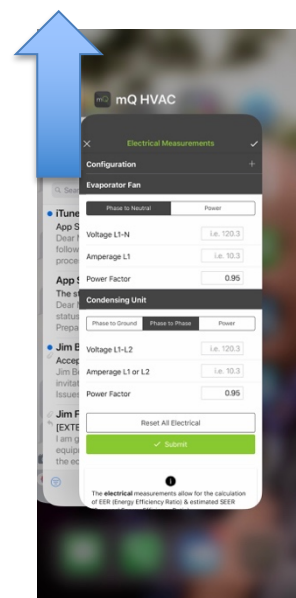 mQ HVAC
Electrical Measurements
Configuration
Evaporator Fan
Phase to Neutral Power
Voltage L1-N i.e. 120.3
Amperage L1 i.e. 10.3
Power Factor 0.95
Condensing Unit
Phase to Ground Phase to Phase Power
Voltage L1-L2 i.e. 120.3
Amperage L1 or L2 i.e. 10.3
Power Factor 0.95
Reset All Electrical
✓ Submit
The electrical measurements allow for the calculation
of EER (Energy Efficiency Ratio) & estimated SEER
Sear
iTune
App S
Dear M
follow
proce
App S
The st
Dear M
status
Prepa
Jim B
Accep
Jim B
invitat
Issues
Jim F
[EXTE
I am g
equip
the ec